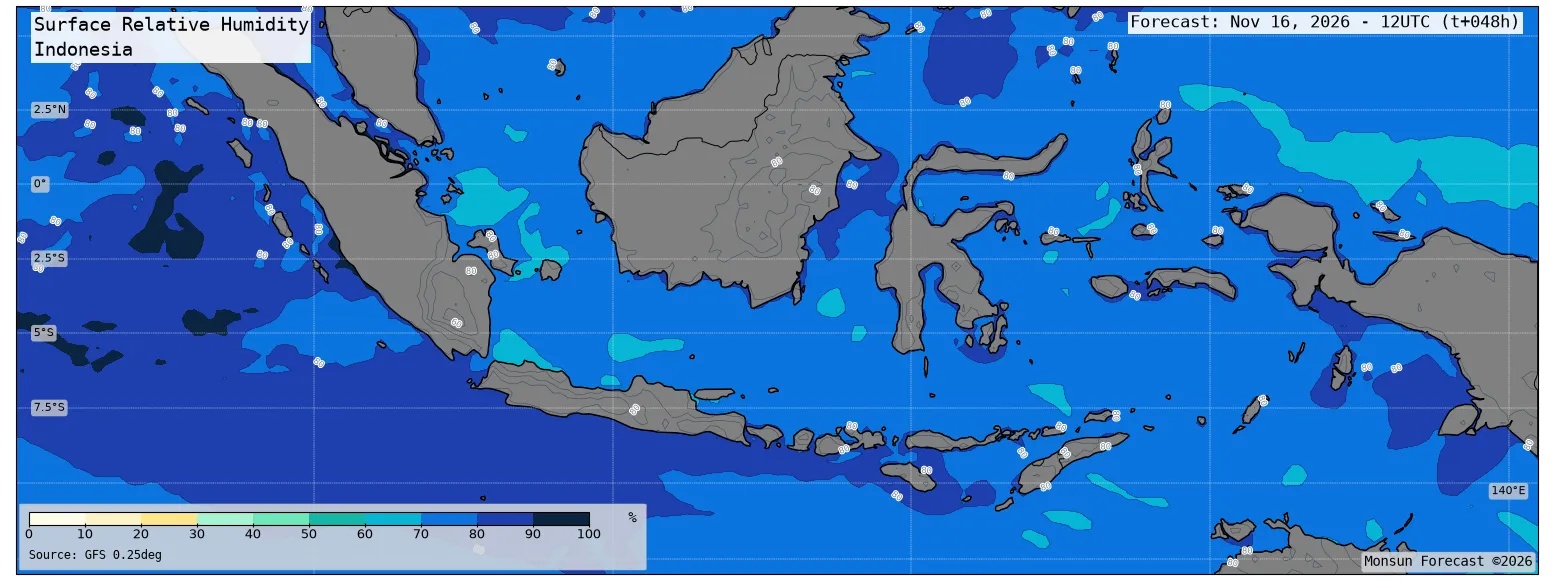 Surface Relative Humidity
Indonesia
Forecast: Nov 16, 2026 - 12UTC (t+048h)
2.5°N
0°
2.5°S
5°S
7.5°S
140°E
0 10 20 30 40 50 60 70 80 90 100 %
Source: GFS 0.25deg
Monsun Forecast ©2026